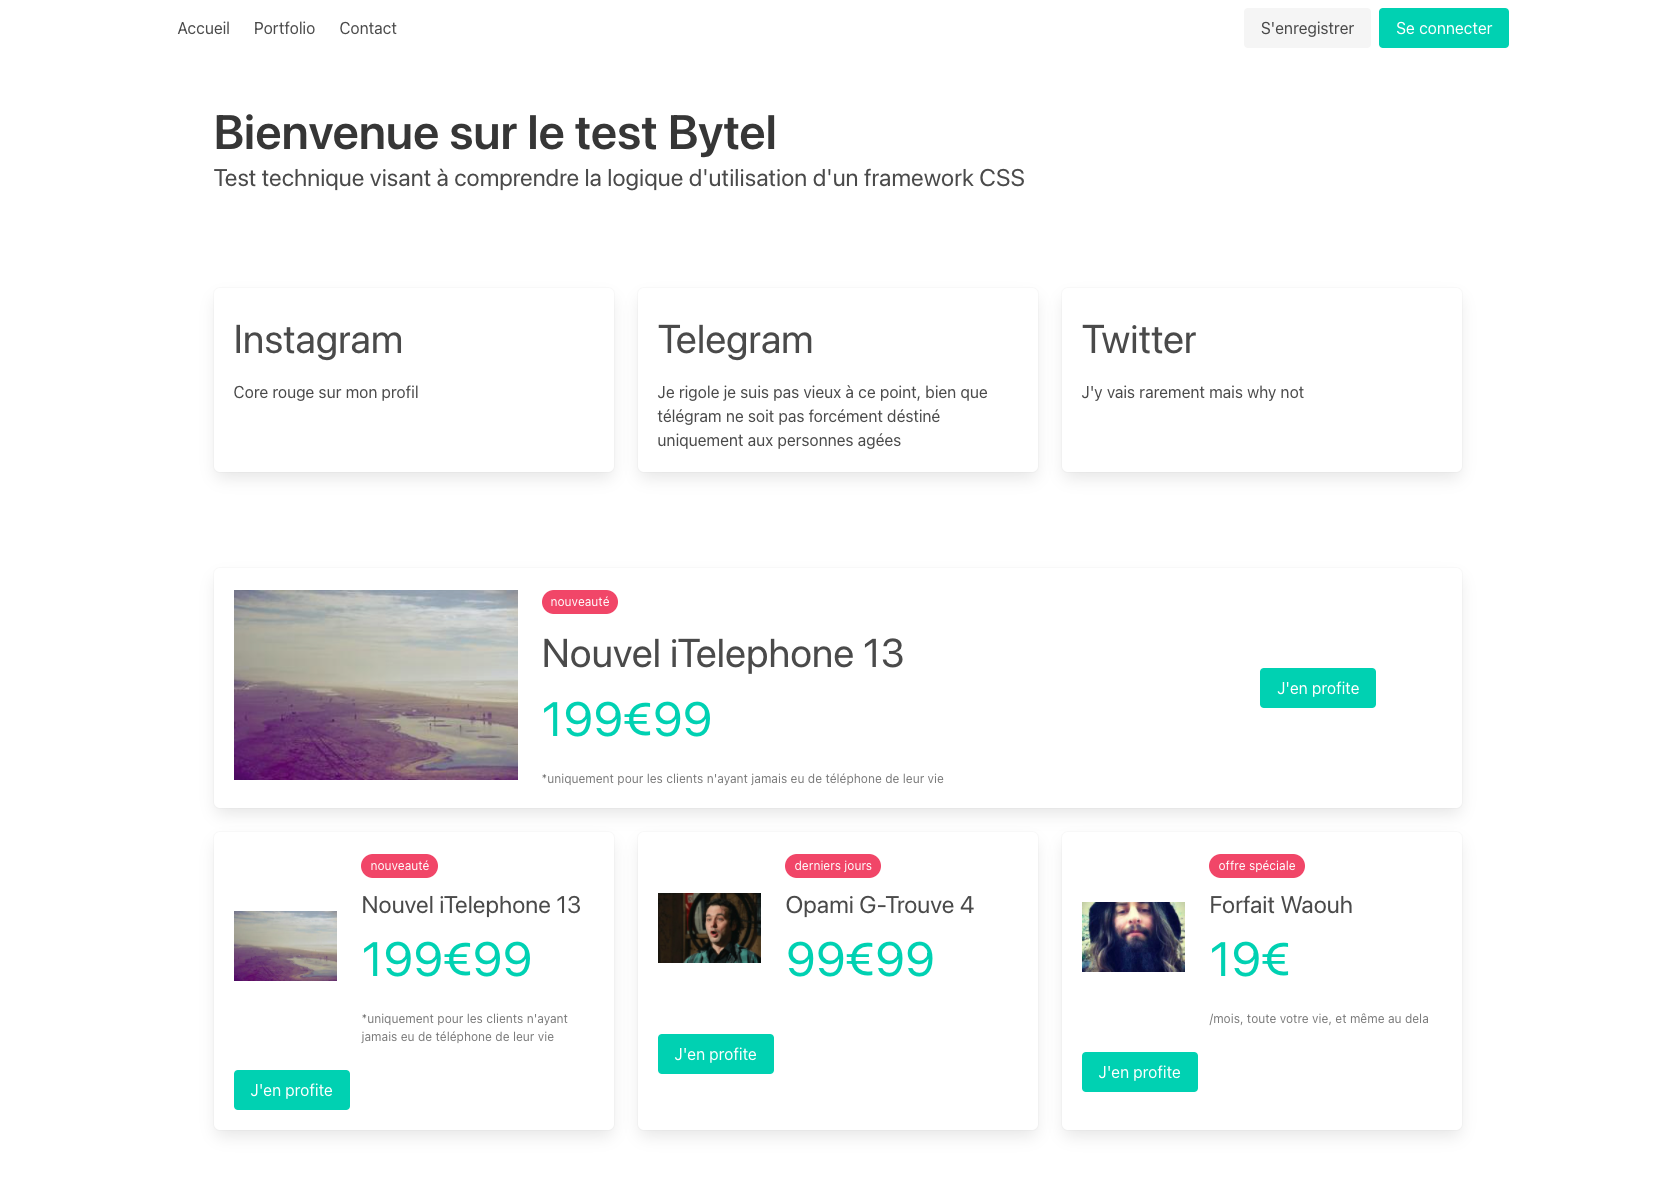 Accueil Portfolio Contact S'enregistrer Se connecter
Bienvenue sur le test Bytel
Test technique visant à comprendre la logique d'utilisation d'un framework CSS
Instagram
Core rouge sur mon profil
Telegram
Je rigole je suis pas vieux à ce point, bien que
télégram ne soit pas forcément déstiné
uniquement aux personnes agées
Twitter
J'y vais rarement mais why not
nouveauté
Nouvel iTelephone 13
199€99
*uniquement pour les clients n'ayant jamais eu de téléphone de leur vie
J'en profite
nouveauté
Nouvel iTelephone 13
199€99
*uniquement pour les clients n'ayant
jamais eu de téléphone de leur vie
J'en profite
derniers jours
Opami G-Trouve 4
99€99
J'en profite
offre spéciale
Forfait Waouh
19€
/mois, toute votre vie, et même au dela
J'en profite